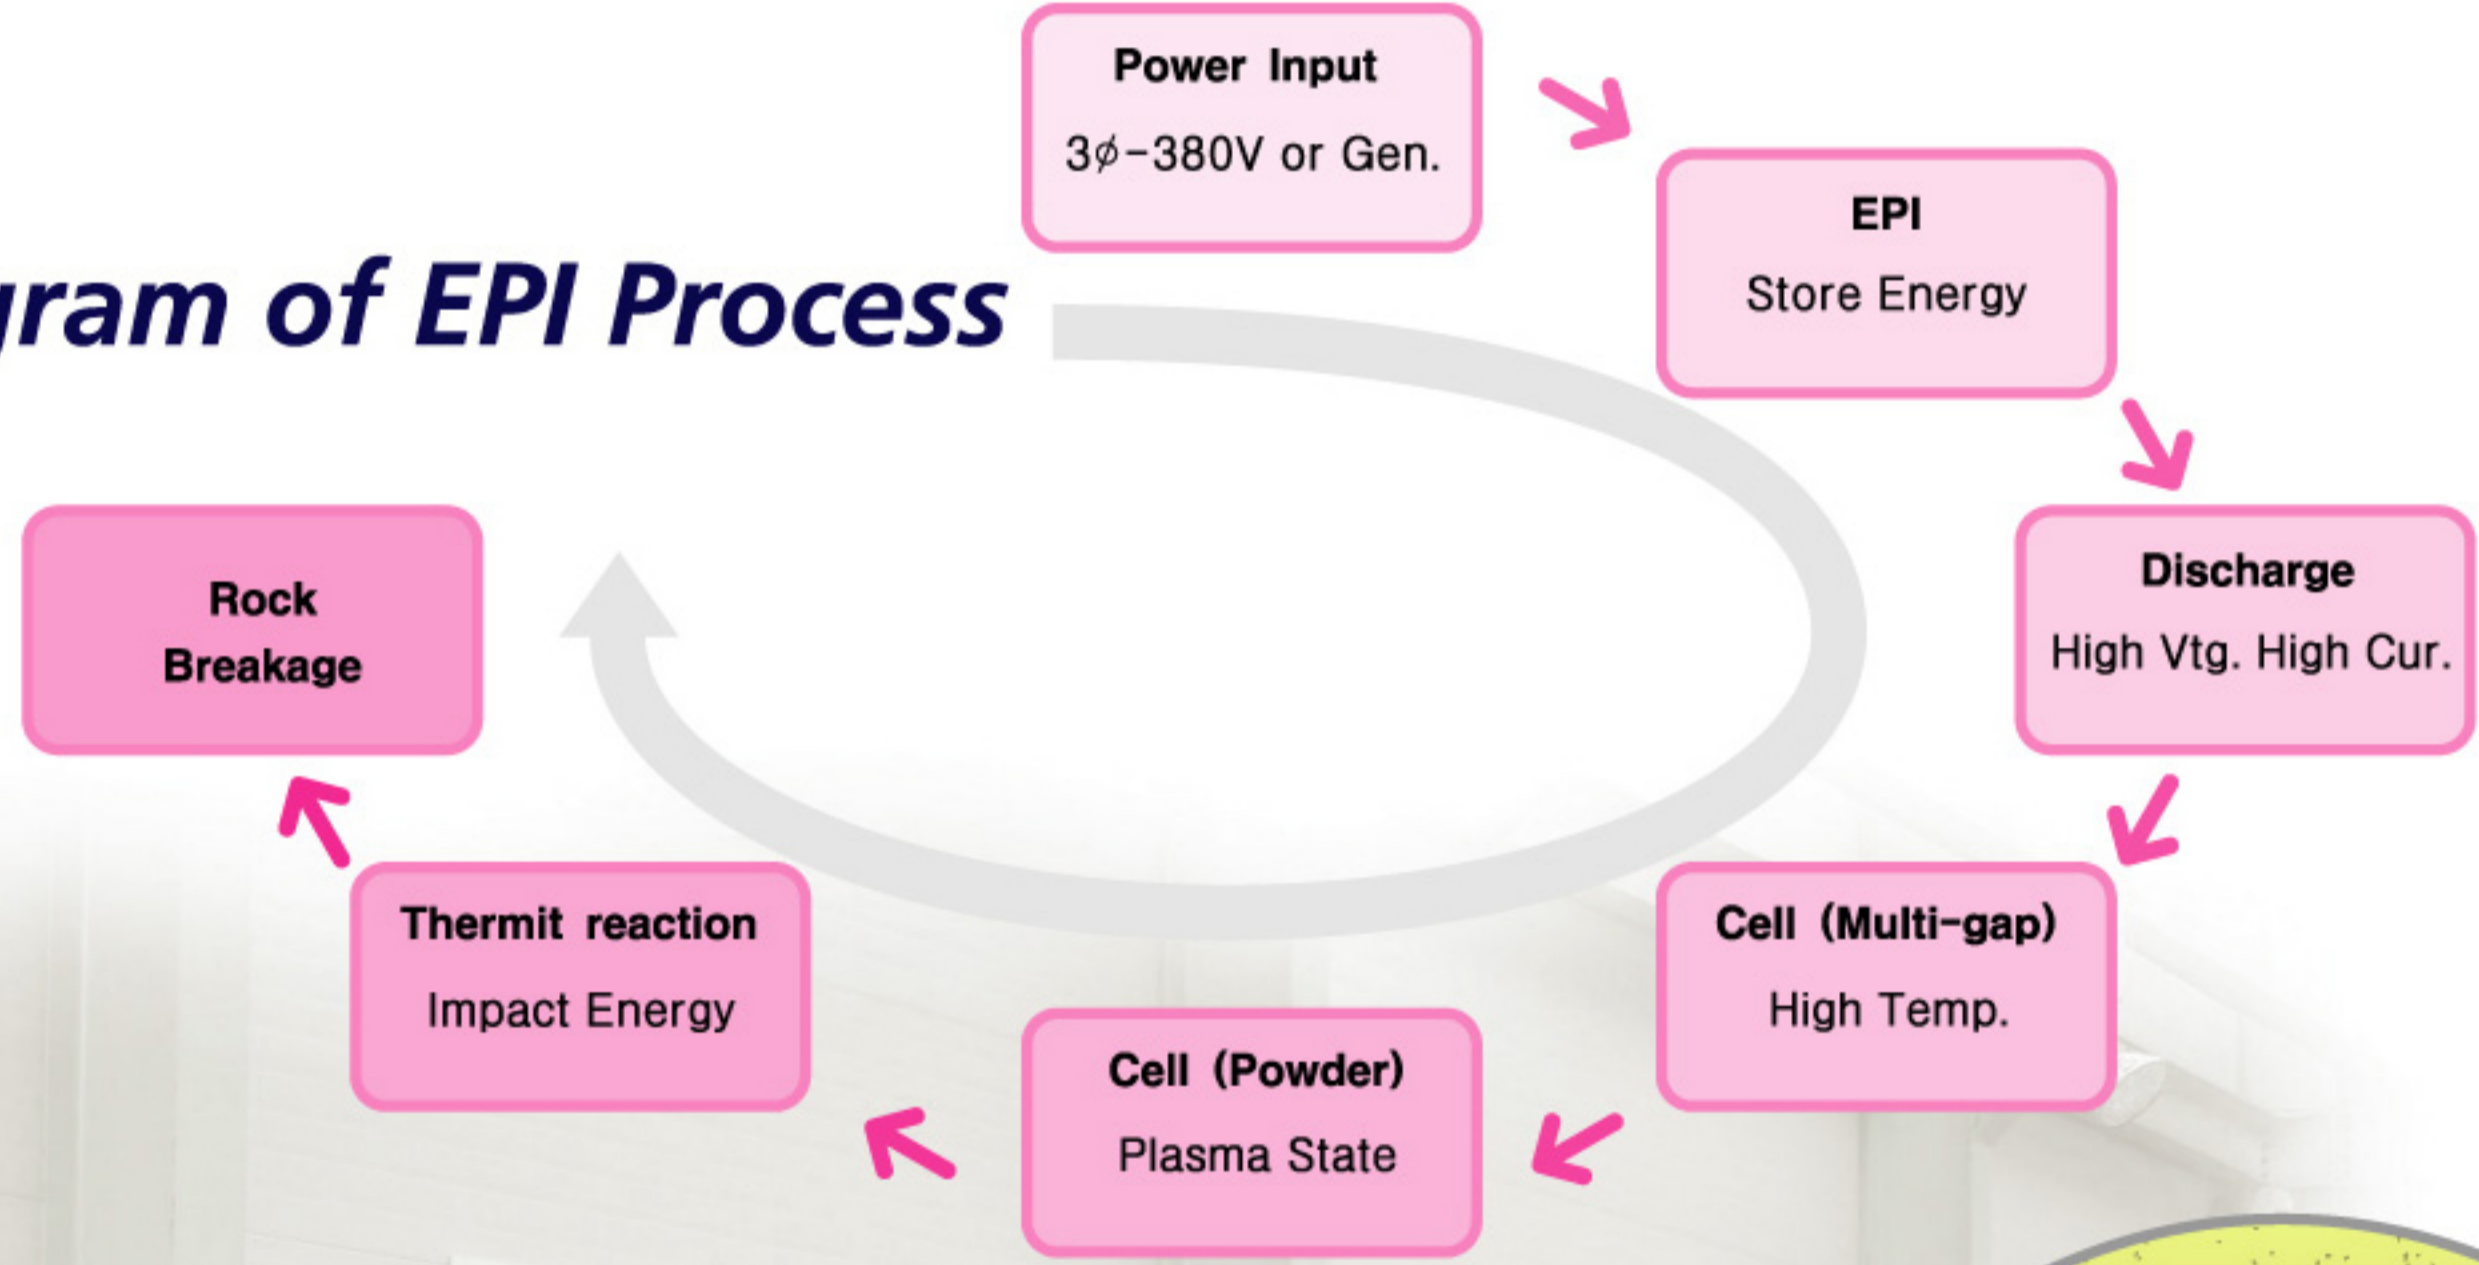 Power Input
3ø-380V or Gen.
EPI
Store Energy
gram of EPI Process
Discharge
High Vtg. High Cur.
Rock
Breakage
Cell (Multi-gap)
High Temp.
Thermit reaction
Impact Energy
Cell (Powder)
Plasma State